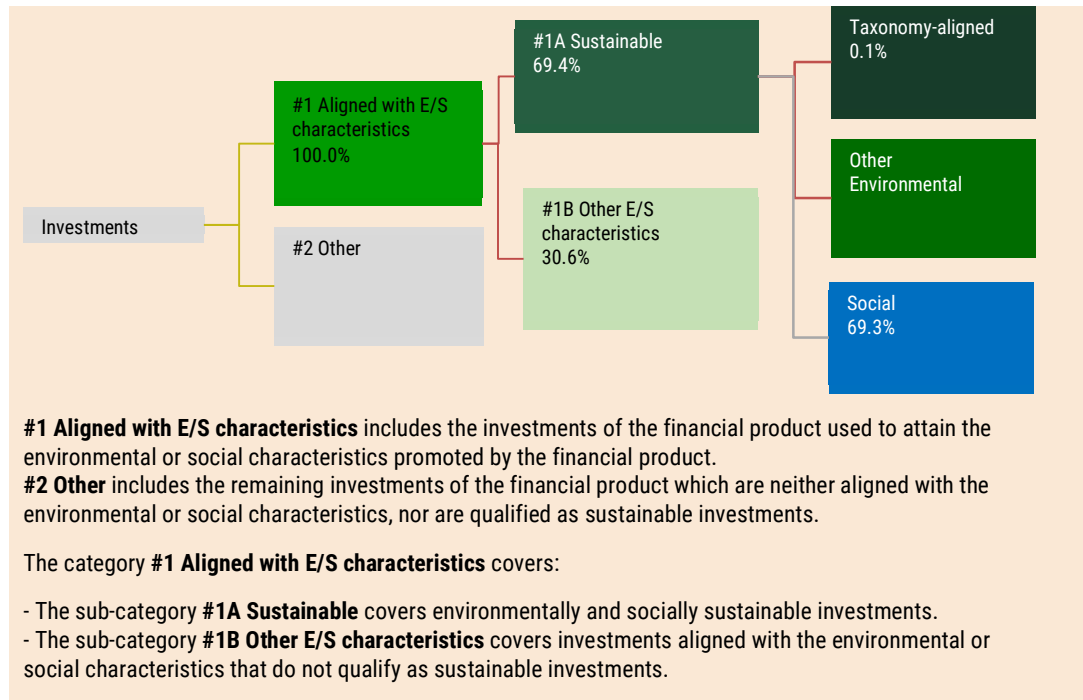 Investments
#1 Aligned with E/S
characteristics
100.0%
#2 Other
#1A Sustainable
69.4%
#1B Other E/S
characteristics
30.6%
Taxonomy-aligned
0.1%
Other
Environmental
Social
69.3%
#1 Aligned with E/S characteristics includes the investments of the financial product used to attain the
environmental or social characteristics promoted by the financial product.
#2 Other includes the remaining investments of the financial product which are neither aligned with the
environmental or social characteristics, nor are qualified as sustainable investments.
The category #1 Aligned with E/S characteristics covers:
- The sub-category #1A Sustainable covers environmentally and socially sustainable investments.
- The sub-category #1B Other E/S characteristics covers investments aligned with the environmental or
social characteristics that do not qualify as sustainable investments.